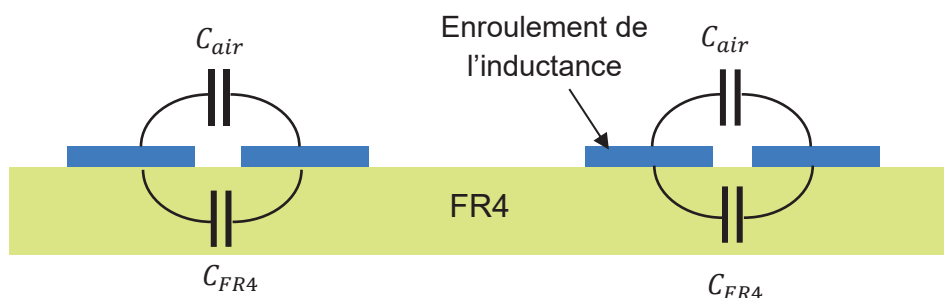 Enroulement de
l’inductance
C_air
C_air
FR4
C_FR4
C_FR4